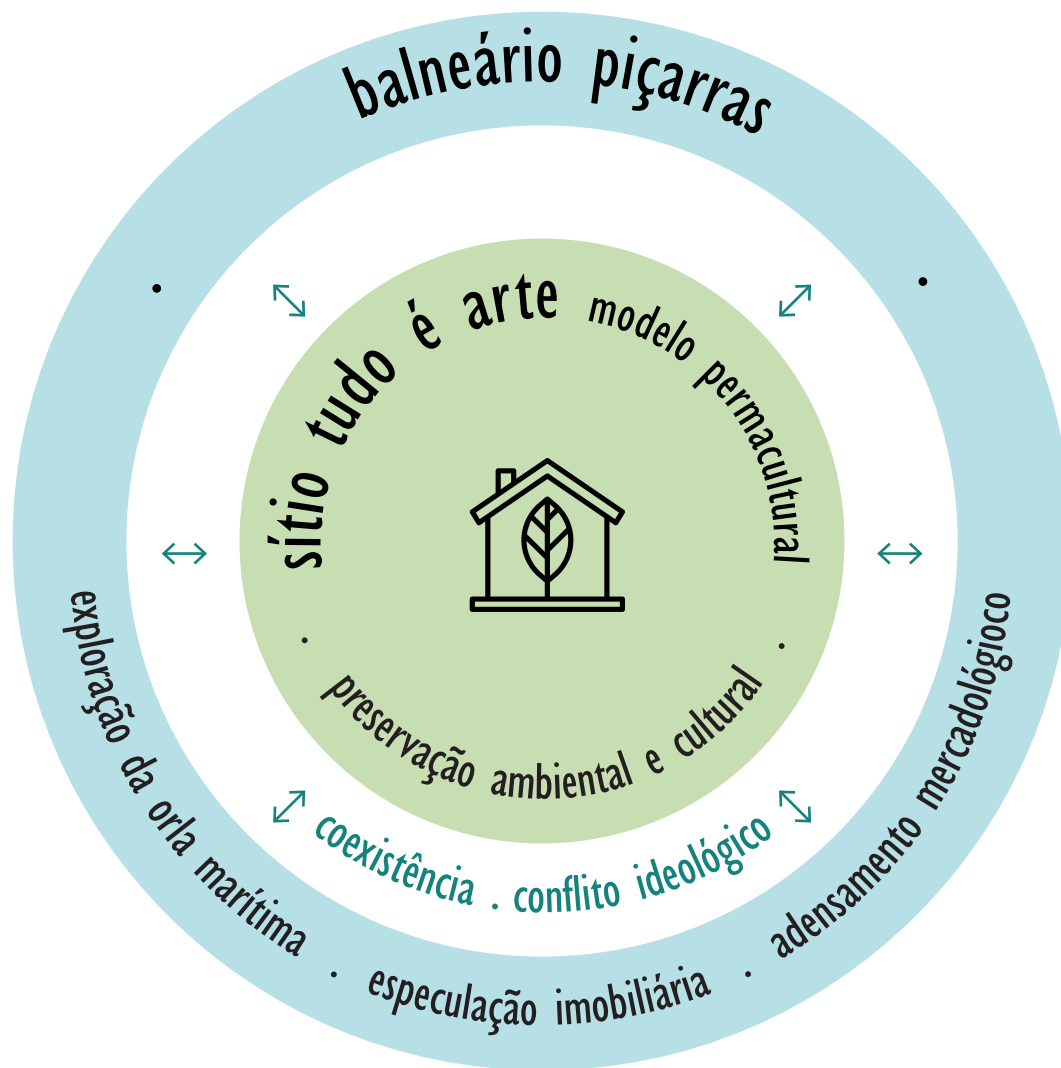 balneário piçarras
sítio tudo é arte
modelo permacultural
preservação ambiental e cultural
coexistência . conflito ideológico
exploração da orla marítima . especulação imobiliária . adensamento mercadológioco